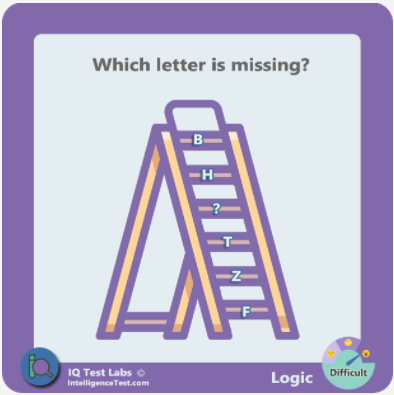 Which letter is missing?
B
H
?
T
Z
F
IQ Test Labs ©
IntelligenceTest.com
Logic
Difficult